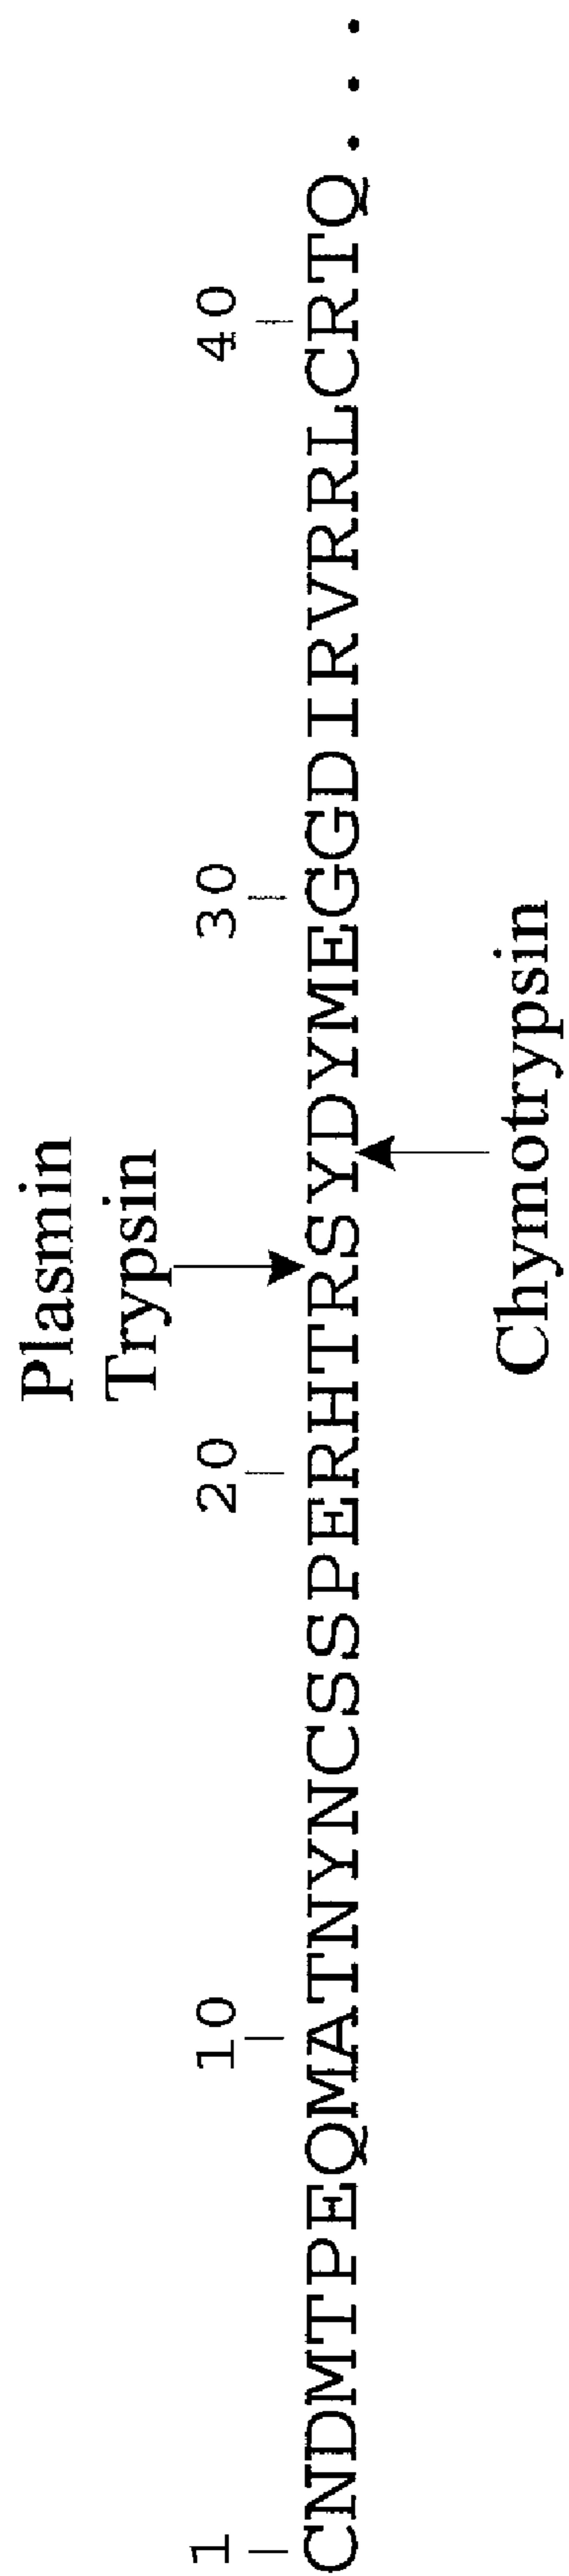 Plasmin
Trypsin
1 10 20 30 40
CNDMTPEQMATNYNCSSPERHTRSYDYMEGGDIRVRRLCRTQ...
Chymotrypsin